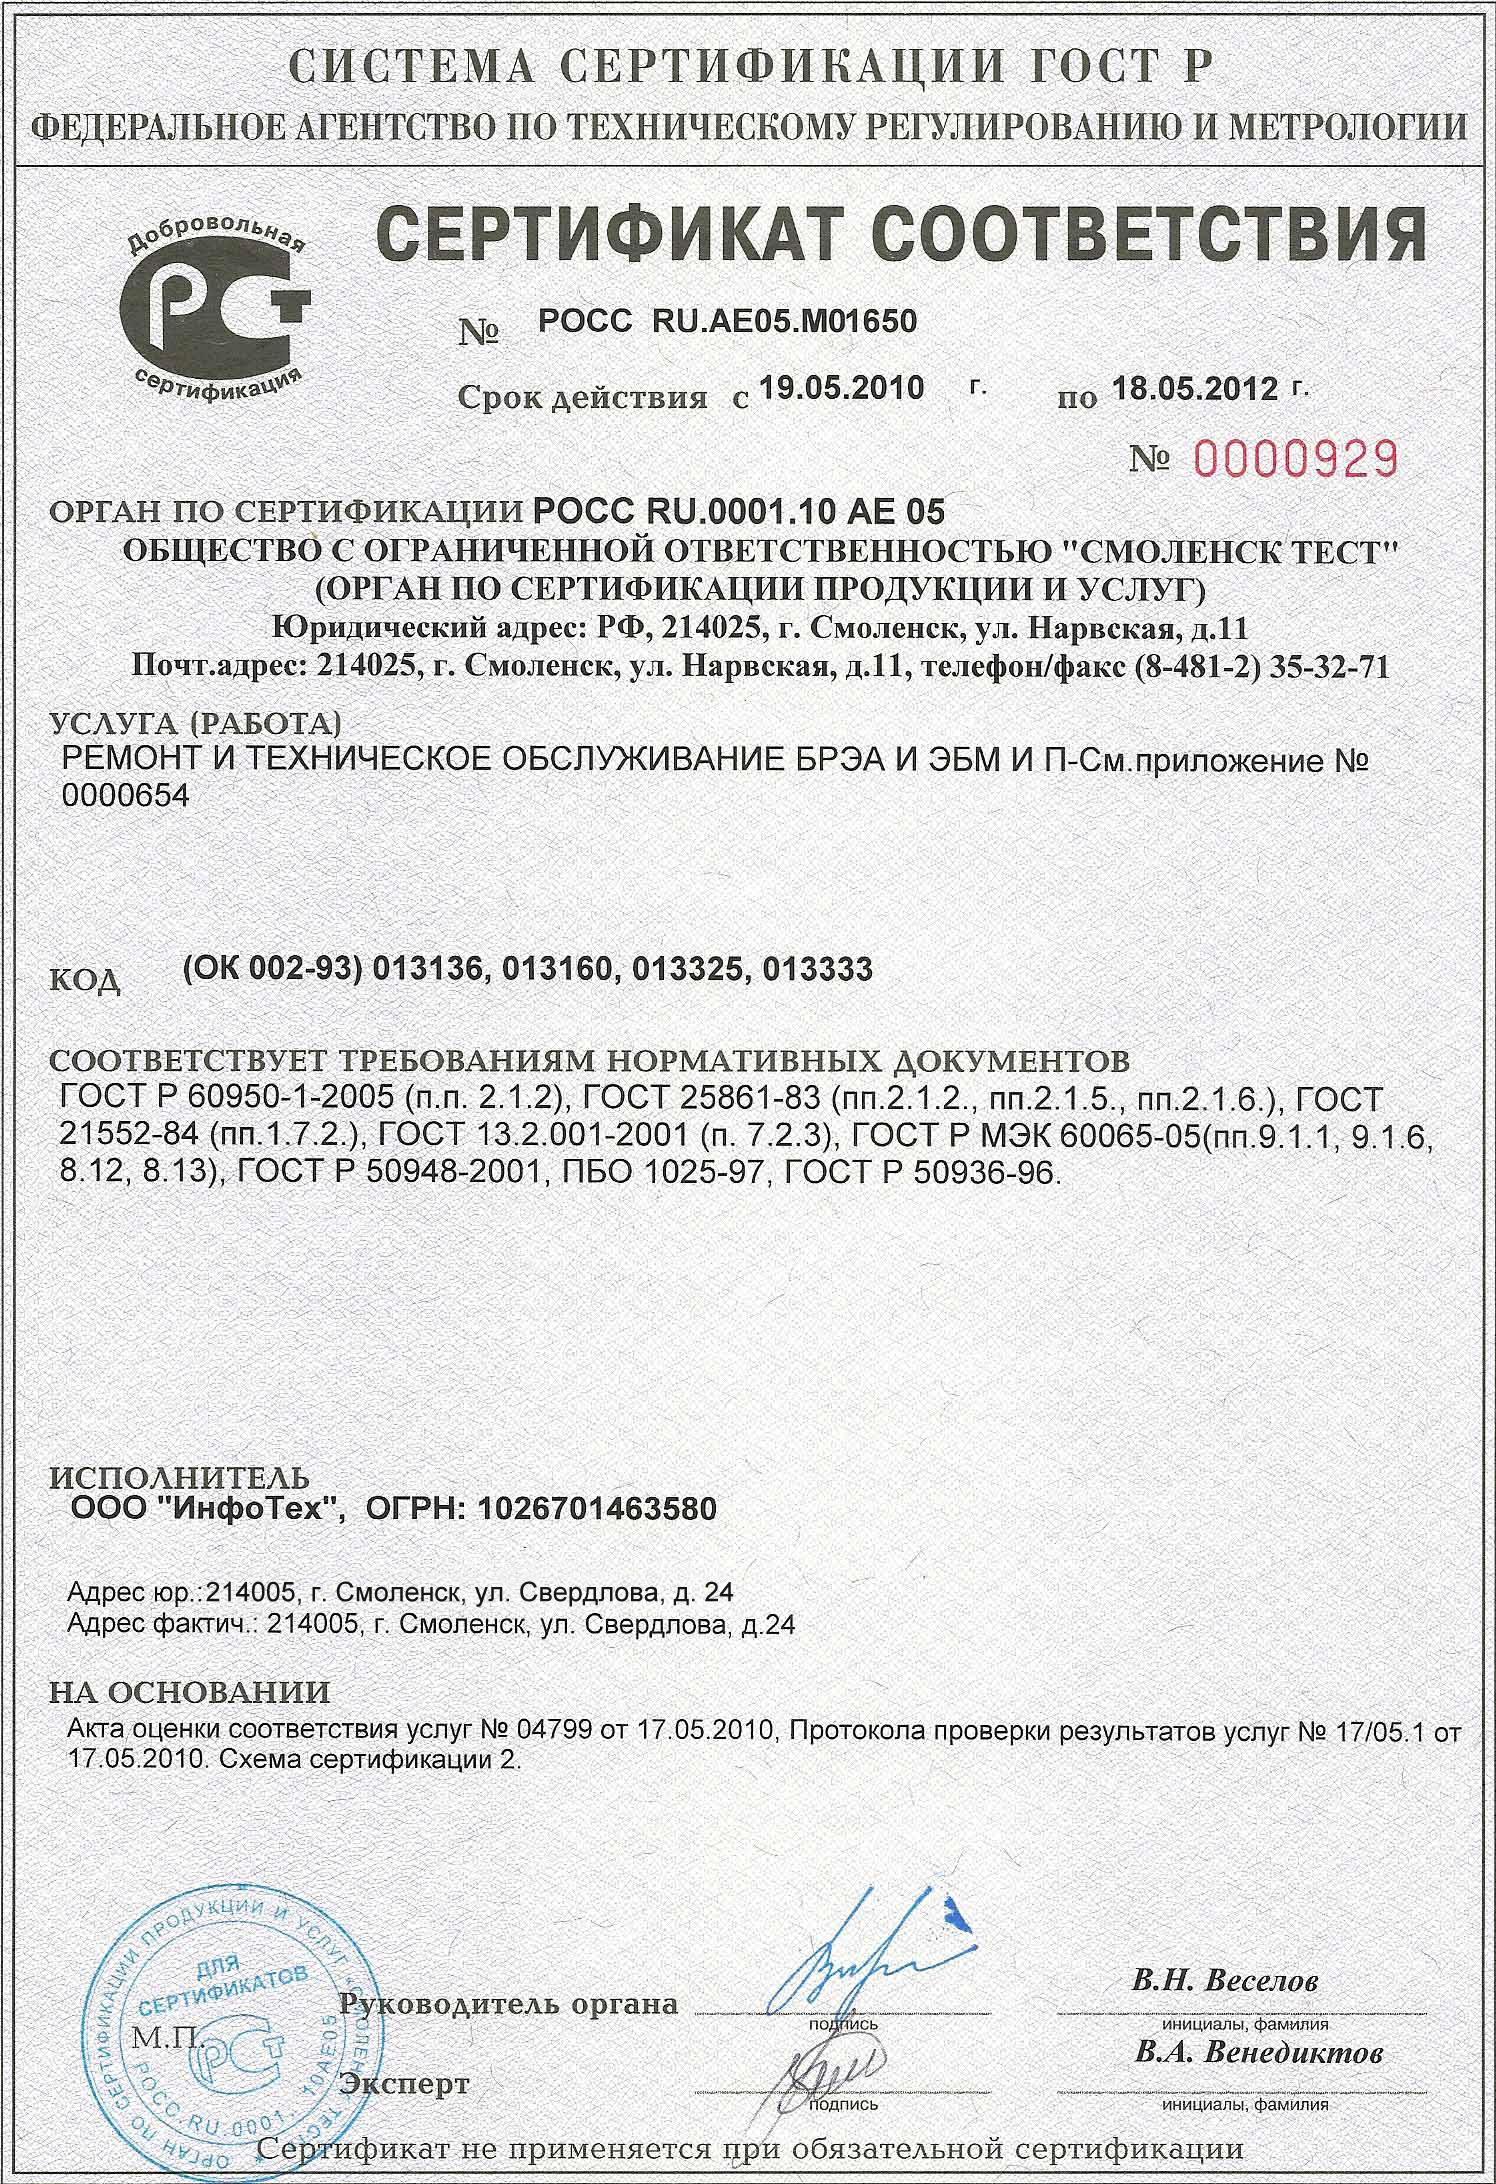 СИСТЕМА СЕРТИФИКАЦИИ ГОСТ Р
ФЕДЕРАЛЬНОЕ АГЕНТСТВО ПО ТЕХНИЧЕСКОМУ РЕГУЛИРОВАНИЮ И МЕТРОЛОГИИ
Добровольная
РСТ
сертификация
СЕРТИФИКАТ СООТВЕТСТВИЯ
№ РОСС RU.АЕ05.М01650
Срок действия с 19.05.2010 г. по 18.05.2012 г.
№ 0000929
ОРГАН ПО СЕРТИФИКАЦИИ РОСС RU.0001.10 АЕ 05
ОБЩЕСТВО С ОГРАНИЧЕННОЙ ОТВЕТСТВЕННОСТЬЮ "СМОЛЕНСК ТЕСТ"
(ОРГАН ПО СЕРТИФИКАЦИИ ПРОДУКЦИИ И УСЛУГ)
Юридический адрес: РФ, 214025, г. Смоленск, ул. Нарвская, д.11
Почт.адрес: 214025, г. Смоленск, ул. Нарвская, д.11, телефон/факс (8-481-2) 35-32-71
УСЛУГА (РАБОТА)
РЕМОНТ И ТЕХНИЧЕСКОЕ ОБСЛУЖИВАНИЕ БРЭА И ЭБМ И П-См.приложение №
0000654
КОД (ОК 002-93) 013136, 013160, 013325, 013333
СООТВЕТСТВУЕТ ТРЕБОВАНИЯМ НОРМАТИВНЫХ ДОКУМЕНТОВ
ГОСТ Р 60950-1-2005 (п.п. 2.1.2), ГОСТ 25861-83 (пп.2.1.2., пп.2.1.5., пп.2.1.6.), ГОСТ
21552-84 (пп.1.7.2.), ГОСТ 13.2.001-2001 (п. 7.2.3), ГОСТ Р МЭК 60065-05(пп.9.1.1, 9.1.6,
8.12, 8.13), ГОСТ Р 50948-2001, ПБО 1025-97, ГОСТ Р 50936-96.
ИСПОЛНИТЕЛЬ
ООО "ИнфоТех", ОГРН: 1026701463580
Адрес юр.:214005, г. Смоленск, ул. Свердлова, д. 24
Адрес фактич.: 214005, г. Смоленск, ул. Свердлова, д.24
НА ОСНОВАНИИ
Акта оценки соответствия услуг № 04799 от 17.05.2010, Протокола проверки результатов услуг № 17/05.1 от
17.05.2010. Схема сертификации 2.
ОРГАН ПО СЕРТИФИКАЦИИ ПРОДУКЦИИ И УСЛУГ "СМОЛЕНСК ТЕСТ" *
ДЛЯ
СЕРТИФИКАТОВ
РСТ
РОСС.RU.0001. 10АЕ05
М.П.
Руководитель органа
подпись
В.Н. Веселов
инициалы, фамилия
Эксперт
подпись
В.А. Венедиктов
инициалы, фамилия
Сертификат не применяется при обязательной сертификации